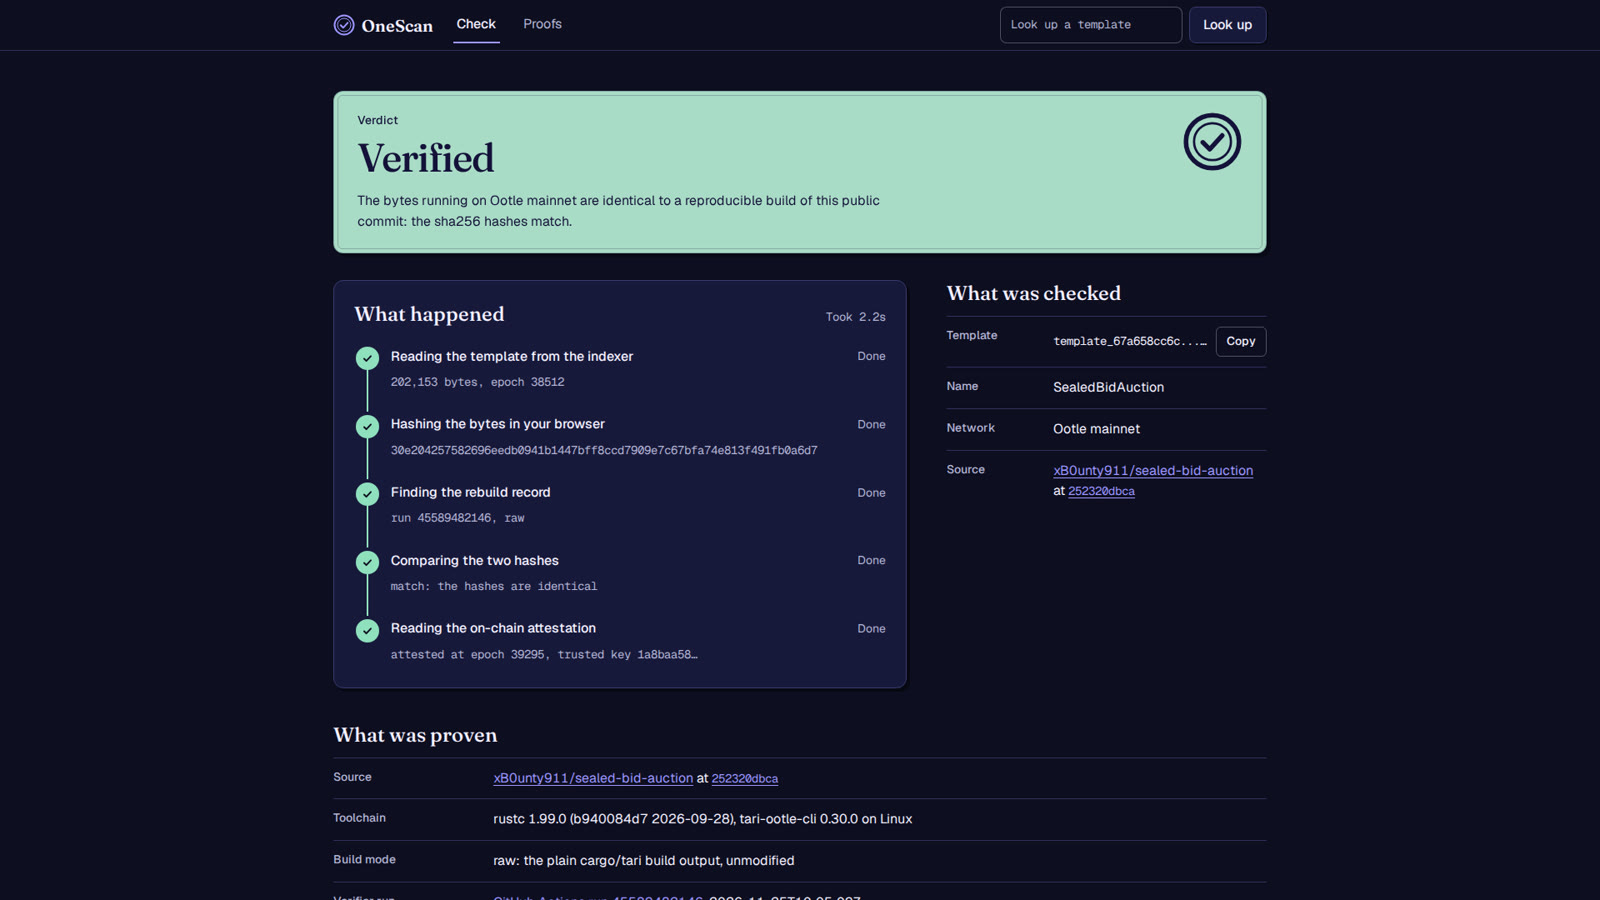 OneScan
Check
Proofs
Look up a template
Look up
Verdict
Verified
The bytes running on Ootle mainnet are identical to a reproducible build of this public
commit: the sha256 hashes match.
What happened
Took 2.2s
Reading the template from the indexer
Done
202,153 bytes, epoch 38512
Hashing the bytes in your browser
Done
30e204257582696eedb0941b1447bff8ccd7909e7c67bfa74e813f491fb0a6d7
Finding the rebuild record
Done
run 45589482146, raw
Comparing the two hashes
Done
match: the hashes are identical
Reading the on-chain attestation
Done
attested at epoch 39295, trusted key 1a8baa58…
What was checked
Template
template_67a658cc6c...…
Copy
Name
SealedBidAuction
Network
Ootle mainnet
Source
xB0unty911/sealed-bid-auction
at 252320dbca
What was proven
Source
xB0unty911/sealed-bid-auction at 252320dbca
Toolchain
rustc 1.99.0 (b940084d7 2026-09-28), tari-ootle-cli 0.30.0 on Linux
Build mode
raw: the plain cargo/tari build output, unmodified